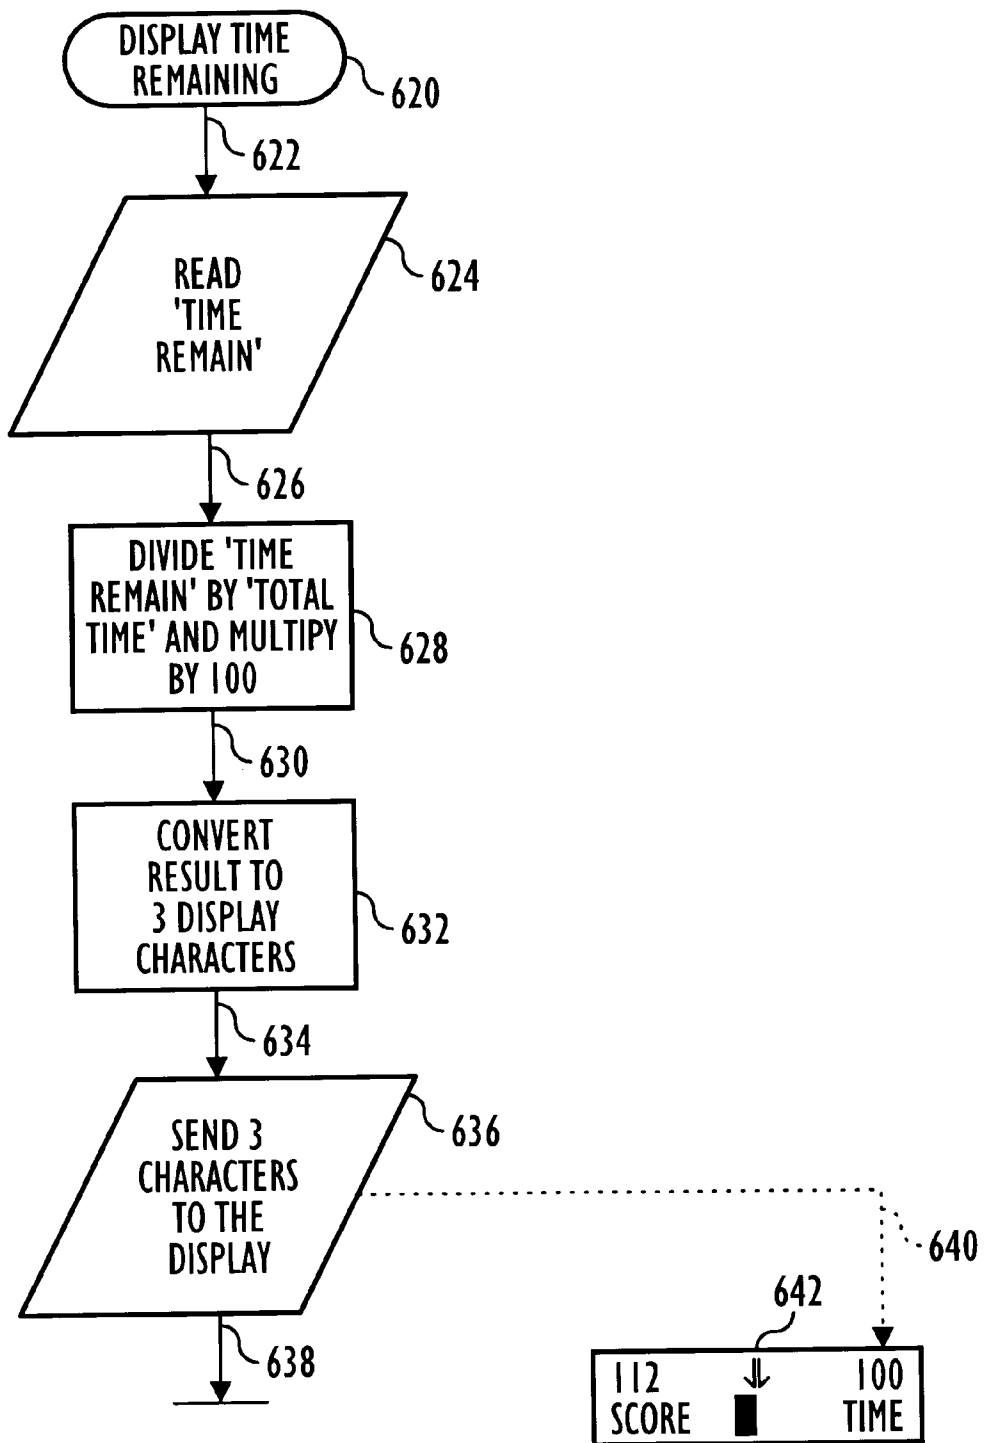 DISPLAY TIME
REMAINING
620
622
READ
'TIME
REMAIN'
624
626
DIVIDE 'TIME
REMAIN' BY 'TOTAL
TIME' AND MULTIPY
BY 100
628
630
CONVERT
RESULT TO
3 DISPLAY
CHARACTERS
632
634
SEND 3
CHARACTERS
TO THE
DISPLAY
636
638
640
642
112 100
SCORE TIME